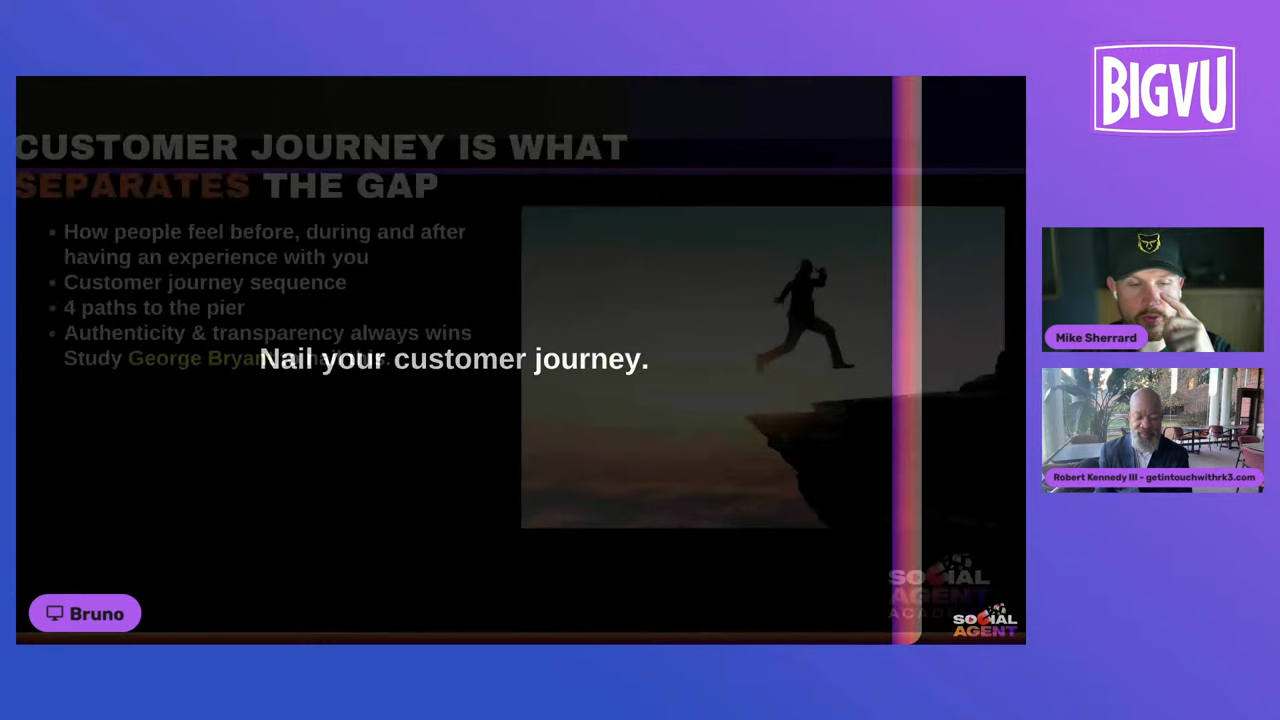 BIGVU
CUSTOMER JOURNEY IS WHAT
SEPARATES THE GAP
How people feel before, during and after
having an experience with you
Customer journey sequence
4 paths to the pier
Authenticity & transparency always wins
Study George Bryan
Nail your customer journey.
Mike Sherrard
Robert Kennedy III - getintouchwithrk3.com
SOCIAL
AGENT
SOCIAL
AGENT
Bruno